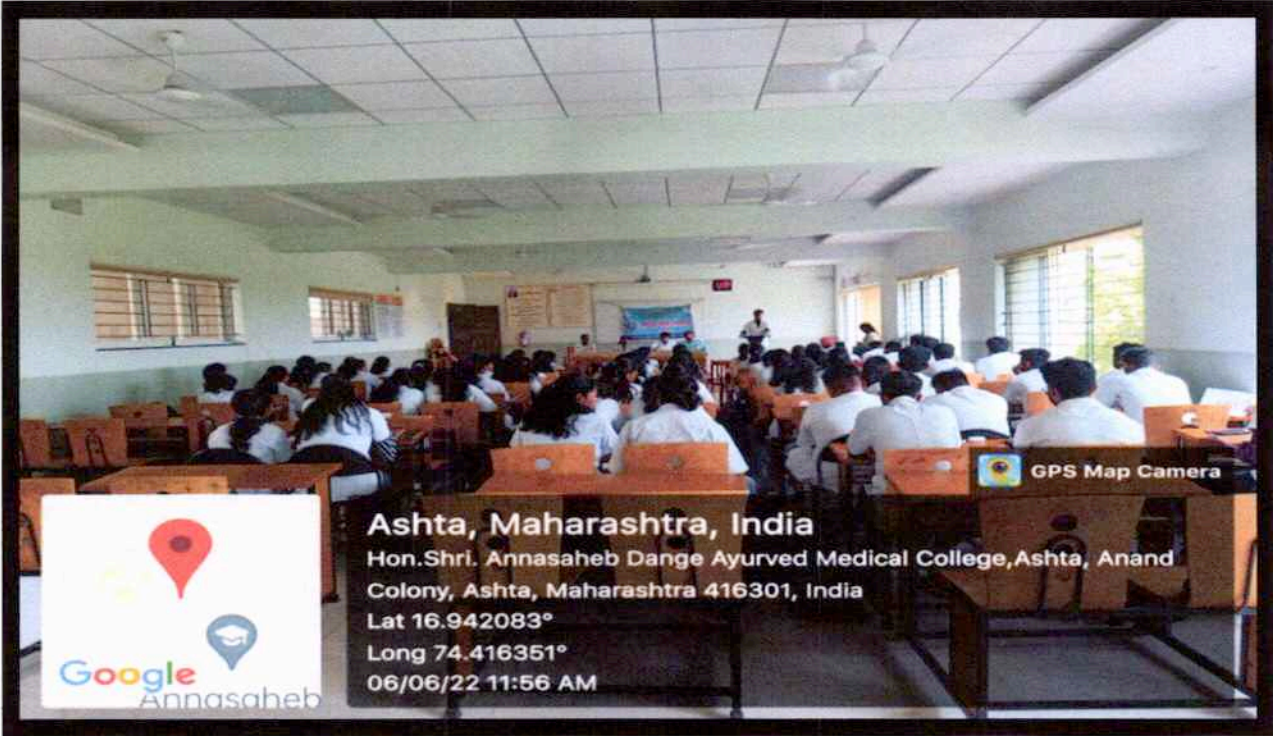 GPS Map Camera
Ashta, Maharashtra, India
Hon.Shri. Annasaheb Dange Ayurved Medical College,Ashta, Anand
Colony, Ashta, Maharashtra 416301, India
Lat 16.942083°
Long 74.416351°
06/06/22 11:56 AM
Google
Annasaheb